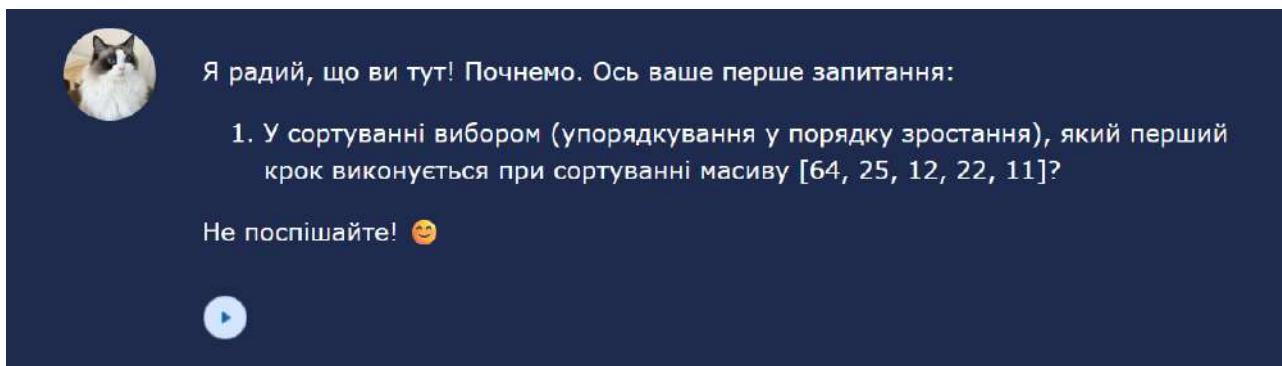 Я радий, що ви тут! Почнемо. Ось ваше перше запитання:
1. У сортуванні вибором (упорядкування у порядку зростання), який перший
крок виконується при сортуванні масиву [64, 25, 12, 22, 11]?
Не поспішайте! 😊